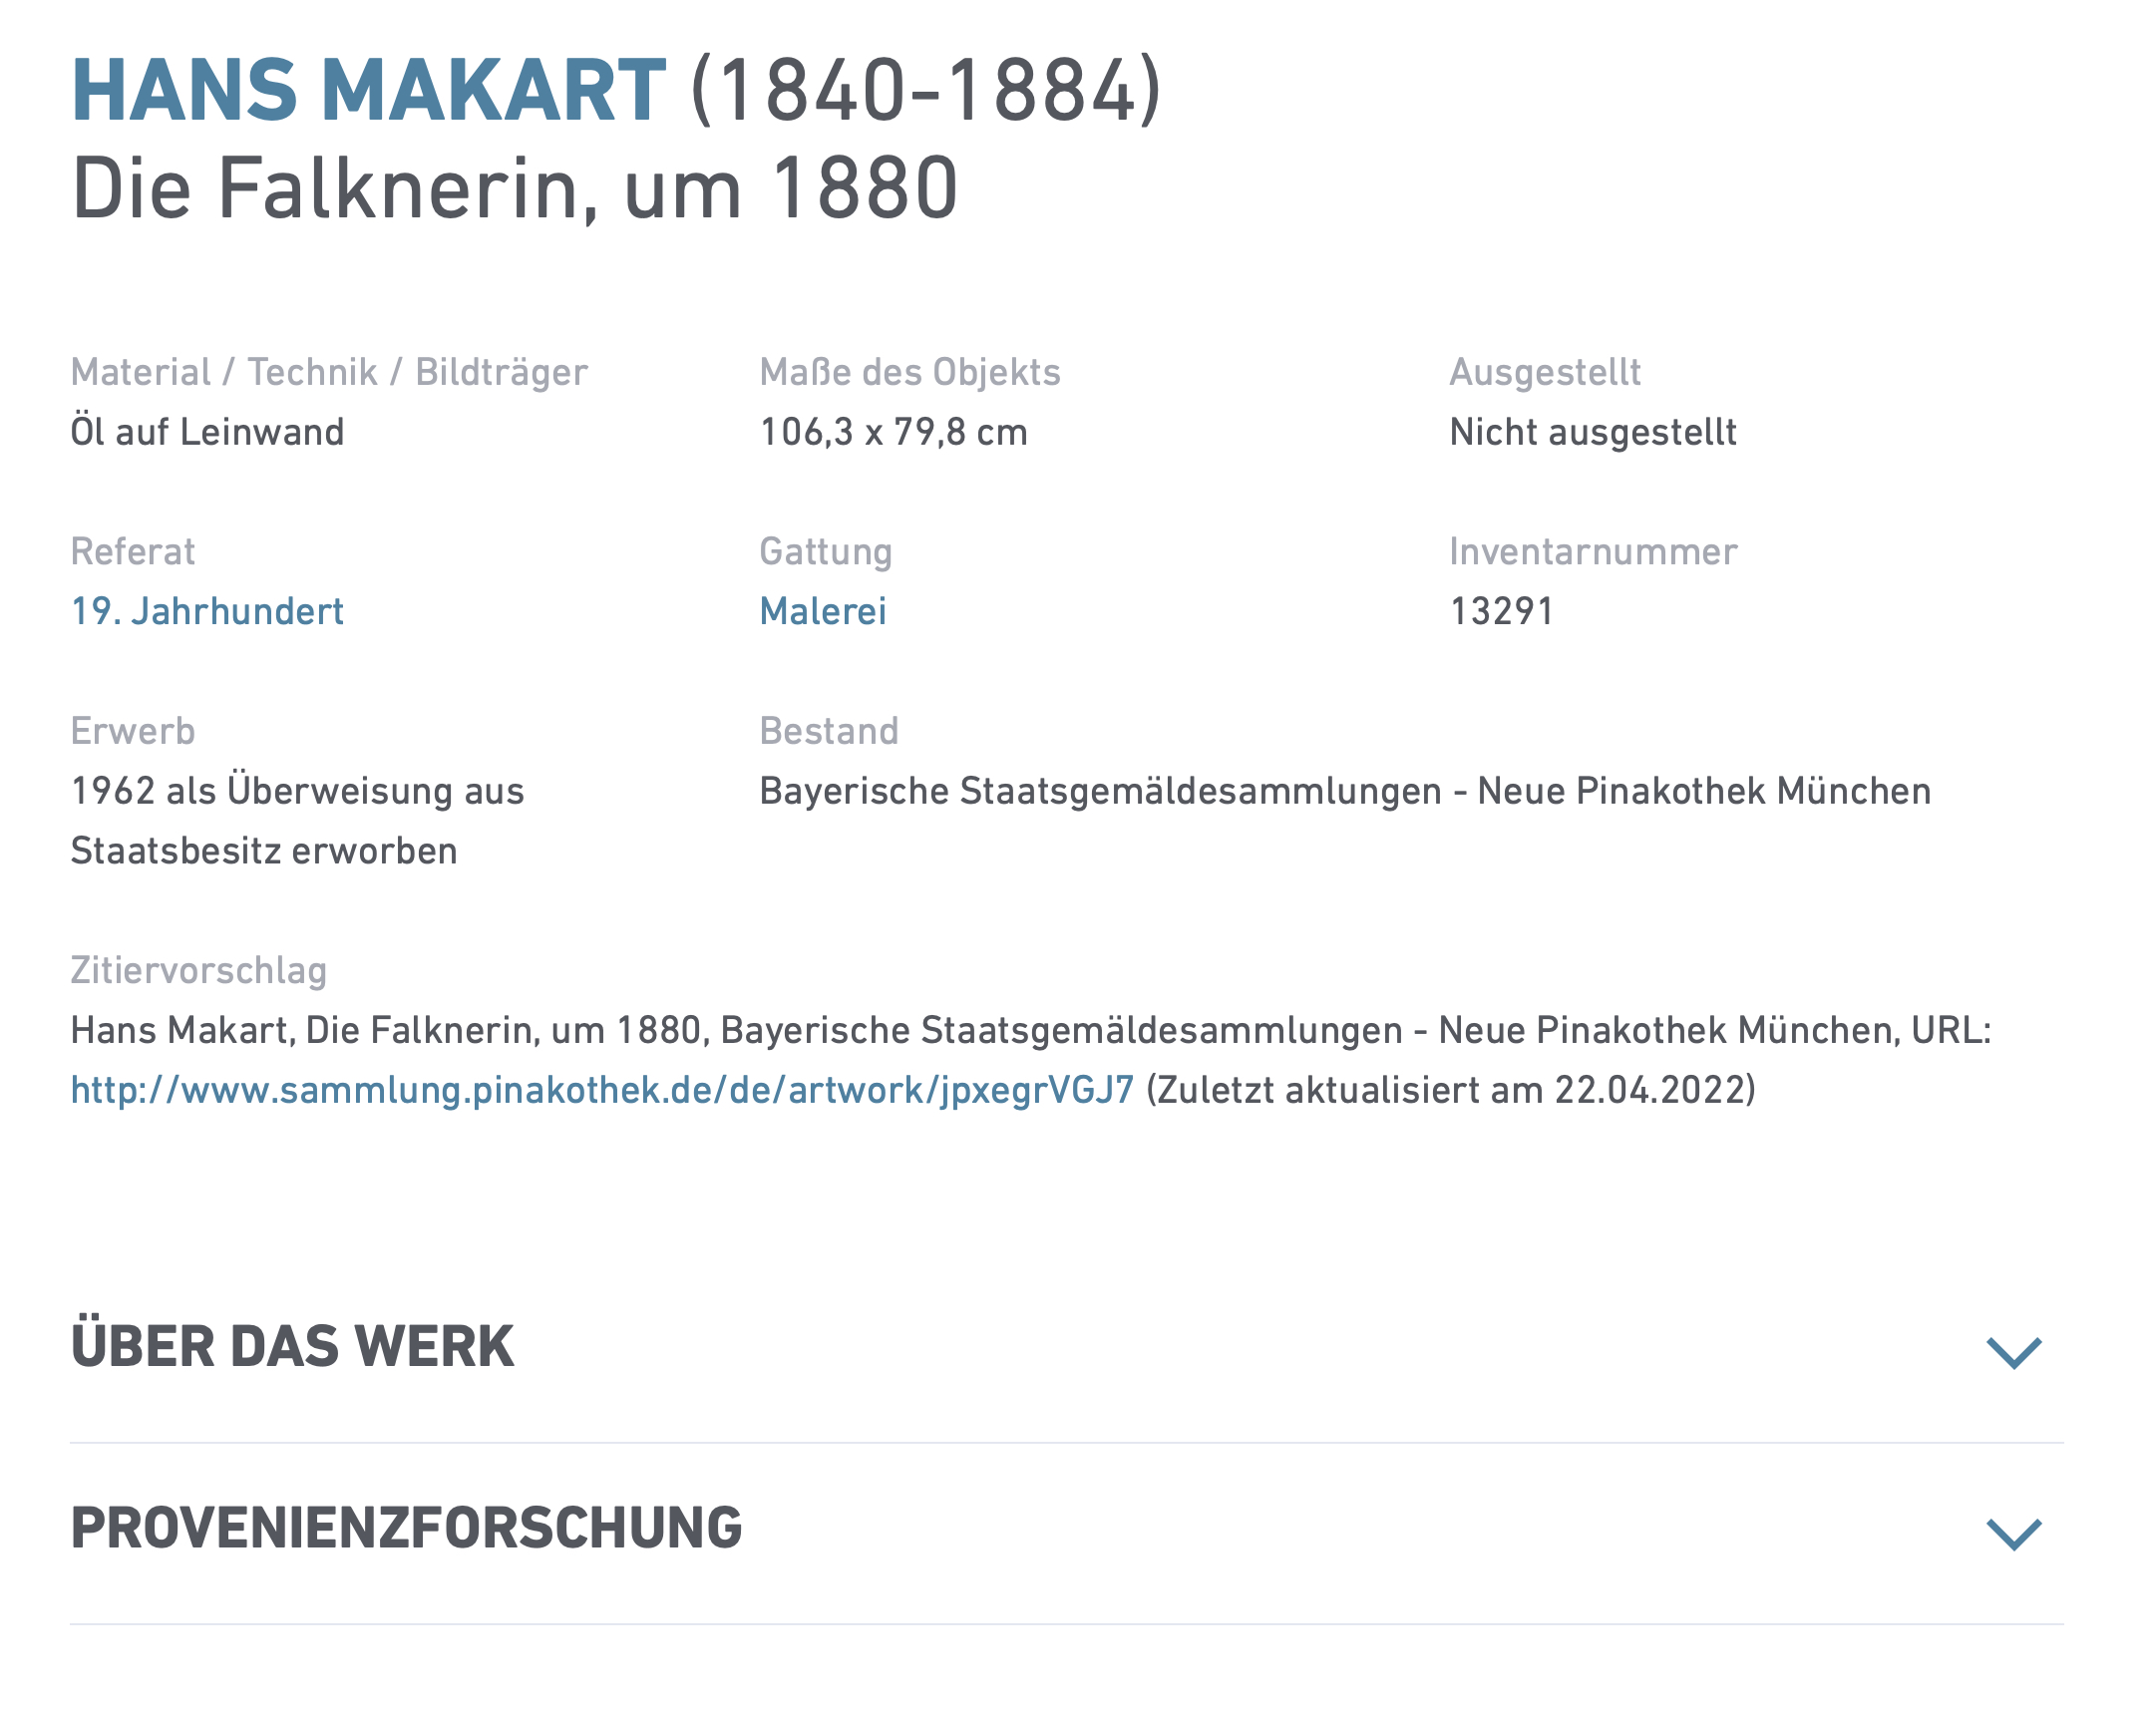 HANS MAKART (1840-1884)
Die Falknerin, um 1880
Material / Technik / Bildträger
Öl auf Leinwand
Maße des Objekts
106,3 x 79,8 cm
Ausgestellt
Nicht ausgestellt
Referat
19. Jahrhundert
Gattung
Malerei
Inventarnummer
13291
Erwerb
1962 als Überweisung aus
Staatsbesitz erworben
Bestand
Bayerische Staatsgemäldesammlungen - Neue Pinakothek München
Zitiervorschlag
Hans Makart, Die Falknerin, um 1880, Bayerische Staatsgemäldesammlungen - Neue Pinakothek München, URL:
http://www.sammlung.pinakothek.de/de/artwork/jpxegrVGJ7 (Zuletzt aktualisiert am 22.04.2022)
ÜBER DAS WERK
PROVENIENZFORSCHUNG